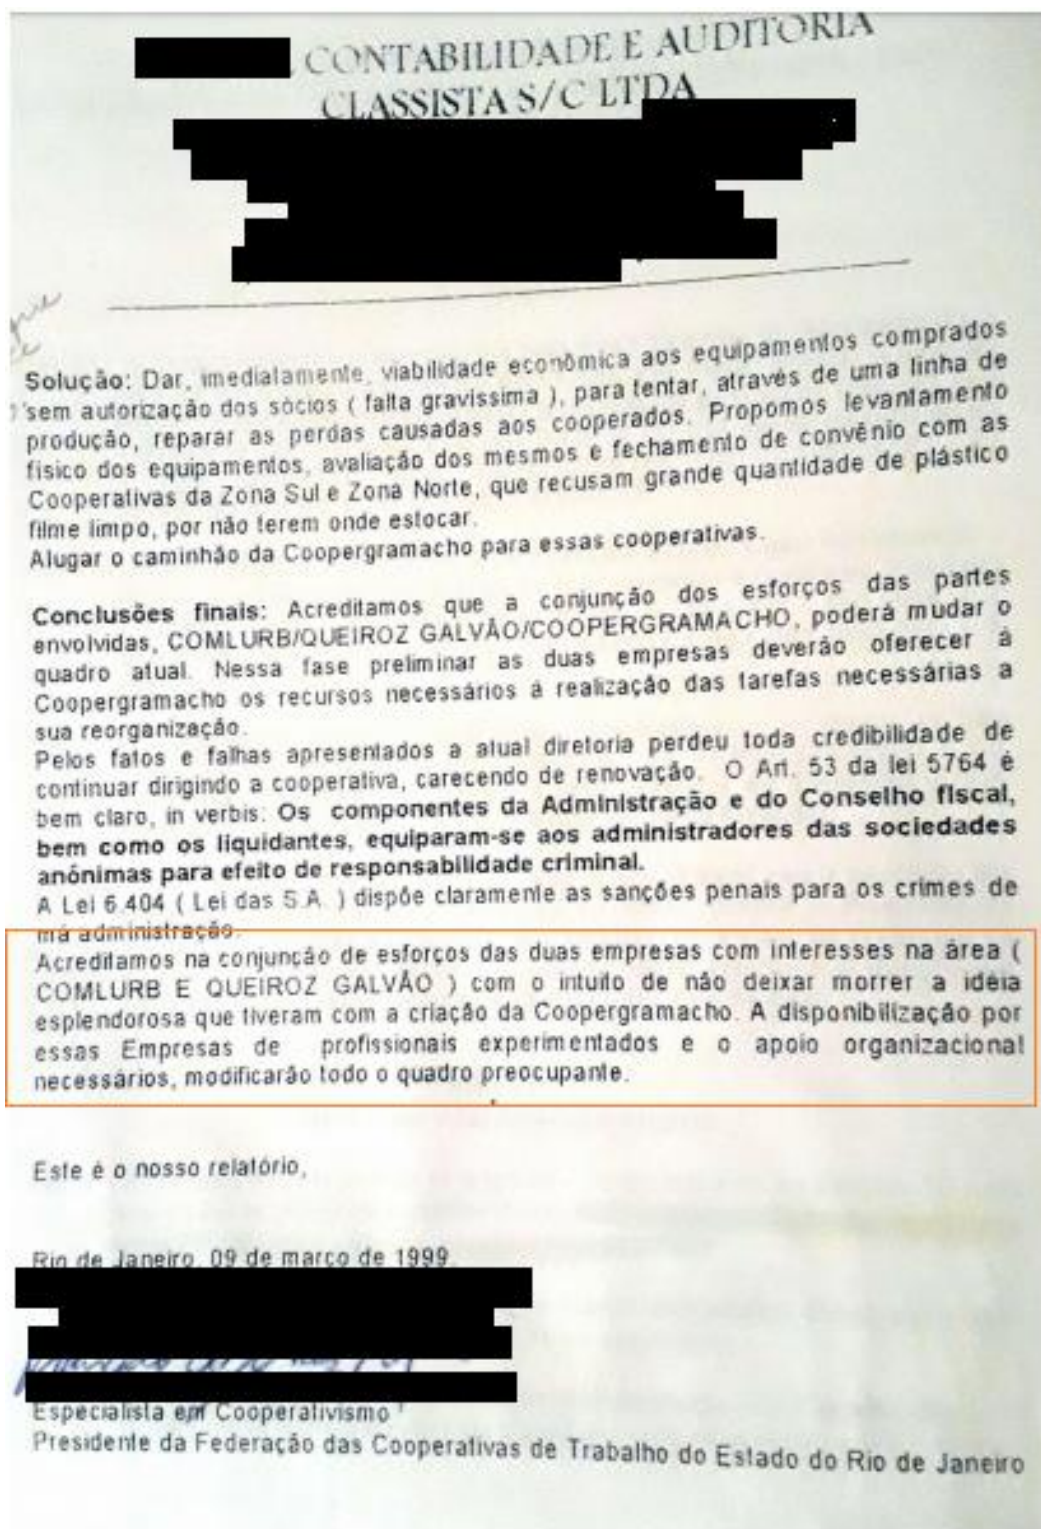 CONTABILIDADE E AUDITORIA
CLASSISTA S/C LTDA
Solução: Dar, imediatamente, viabilidade econômica aos equipamentos comprados
sem autorização dos sócios ( falta gravissima ), para tentar, através de uma linha de
produção, reparar as perdas causadas aos cooperados. Propomos levantamento
fisico dos equipamentos, avaliação dos mesmos e fechamento de convênio com as
Cooperativas da Zona Sul e Zona Norte, que recusam grande quantidade de plástico
filme limpo, por não terem onde estocar.
Alugar o caminhão da Coopergramacho para essas cooperativas.
Conclusões finais: Acreditamos que a conjunção dos esforços das partes
envolvidas, COMLURB/QUEIROZ GALVÃO/COOPERGRAMACHO, poderá mudar o
quadro atual. Nessa fase preliminar as duas empresas deverão oferecer á
Coopergramacho os recursos necessários á realização das tarefas necessárias a
sua reorganização.
Pelos fatos e falhas apresentados a atual diretoria perdeu toda credibilidade de
continuar dirigindo a cooperativa, carecendo de renovação. O Art. 53 da lei 5764 é
bem claro, in verbis: Os componentes da Administração e do Conselho fiscal,
bem como os liquidantes, equiparam-se aos administradores das sociedades
anónimas para efeito de responsabilidade criminal.
A Lei 6.404 ( Lei das S.A. ) dispõe claramente as sanções penais para os crimes de
má administração.
Acreditamos na conjunção de esforços das duas empresas com interesses na área (
COMLURB E QUEIROZ GALVÃO ) com o intuito de não deixar morrer a idéia
esplendorosa que tiveram com a criação da Coopergramacho. A disponibilização por
essas Empresas de profissionais experimentados e o apoio organizacional
necessários, modificarão todo o quadro preocupante.
Este é o nosso relatório,
Rio de Janeiro, 09 de março de 1999.
Especialista em Cooperativismo
Presidente da Federação das Cooperativas de Trabalho do Estado do Rio de Janeiro